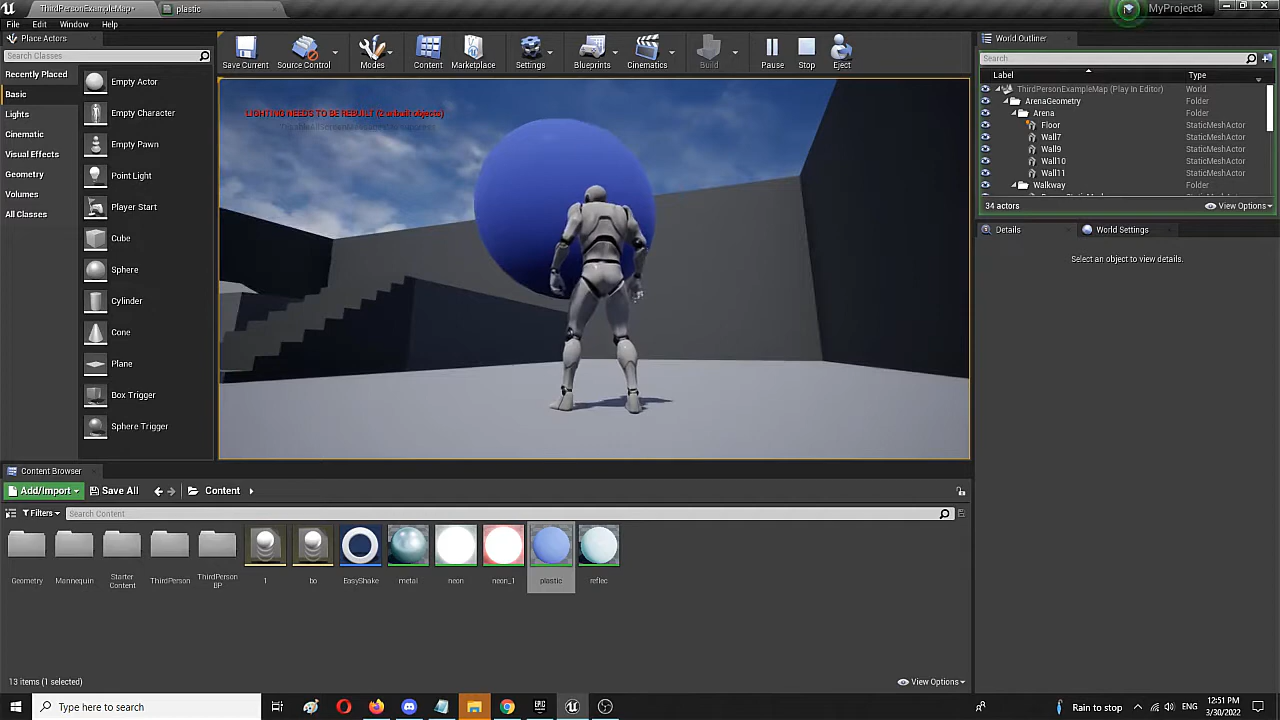 ThirdPersonExampleMap*
plastic
MyProject8
File Edit Window Help
Place Actors
Search Classes
Recently Placed
Basic
Lights
Cinematic
Visual Effects
Geometry
Volumes
All Classes
Empty Actor
Empty Character
Empty Pawn
Point Light
Player Start
Cube
Sphere
Cylinder
Cone
Plane
Box Trigger
Sphere Trigger
Save Current Source Control Modes Content Marketplace Settings Blueprints Cinematics Build Pause Stop Eject
LIGHTING NEEDS TO BE REBUILT (2 unbuilt objects)
World Outliner
Search
Label Type
ThirdPersonExampleMap (Play In Editor) World
ArenaGeometry Folder
Arena Folder
Floor StaticMeshActor
Wall7 StaticMeshActor
Wall9 StaticMeshActor
Wall10 StaticMeshActor
Wall11 StaticMeshActor
Walkway Folder
34 actors View Options
Details World Settings
Select an object to view details.
Content Browser
Add/Import Save All Content
Filters Search Content
Geometry
Mannequin
Starter
Content
ThirdPerson
ThirdPerson
BP
1
bo
EasyShake
metal
neon
neon_1
plastic
reflec
13 items (1 selected) View Options
Type here to search
EPIC
Rain to stop
ENG
12:51 PM
3/30/2022